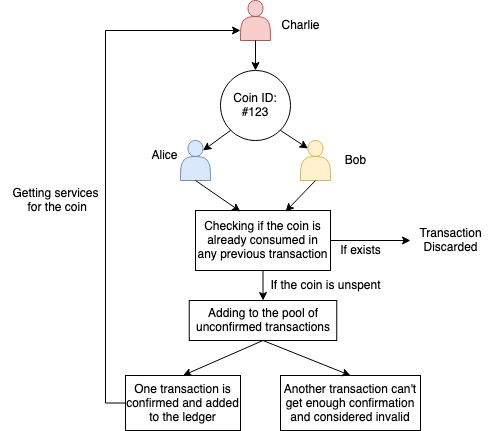 Charlie
Coin ID:
#123
Alice
Bob
Getting services
for the coin
Checking if the coin is
already consumed in
any previous transaction
If exists
Transaction
Discarded
If the coin is unspent
Adding to the pool of
unconfirmed transactions
One transaction is
confirmed and added
to the ledger
Another transaction can't
get enough confirmation
and considered invalid